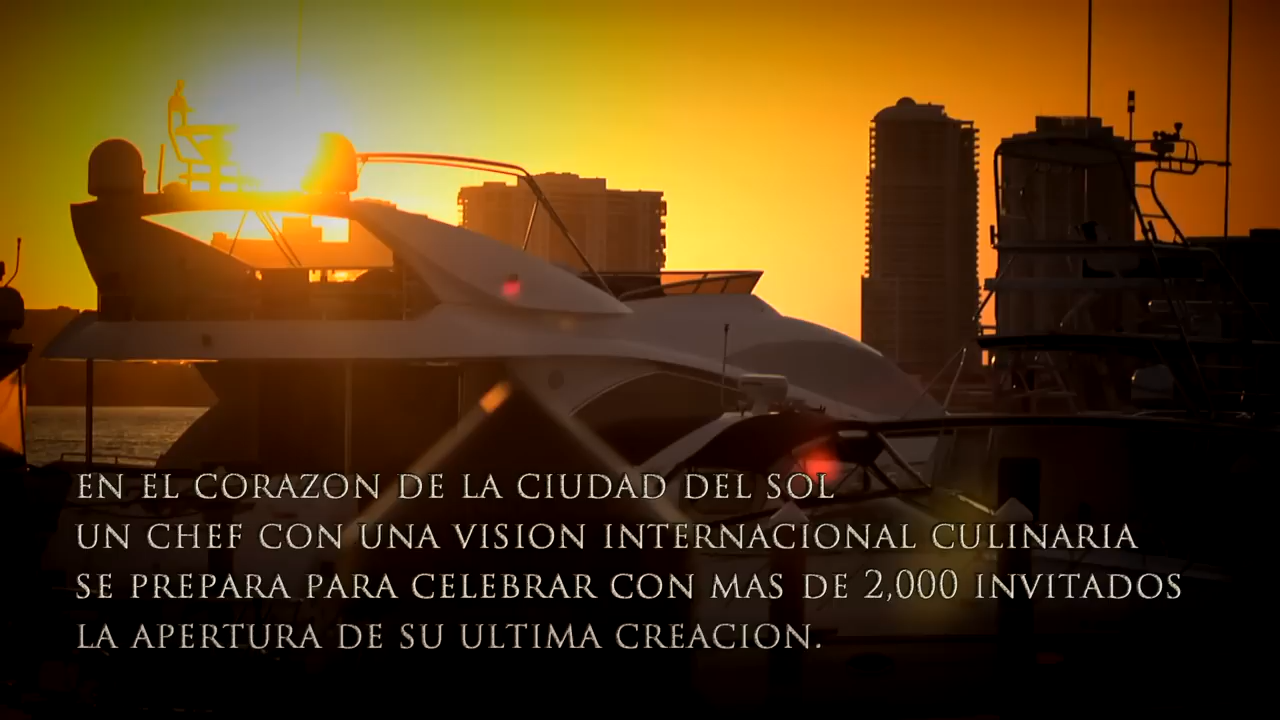 EN EL CORAZON DE LA CIUDAD DEL SOL
UN CHEF CON UNA VISION INTERNACIONAL CULINARIA
SE PREPARA PARA CELEBRAR CON MAS DE 2,000 INVITADOS
LA APERTURA DE SU ULTIMA CREACION.